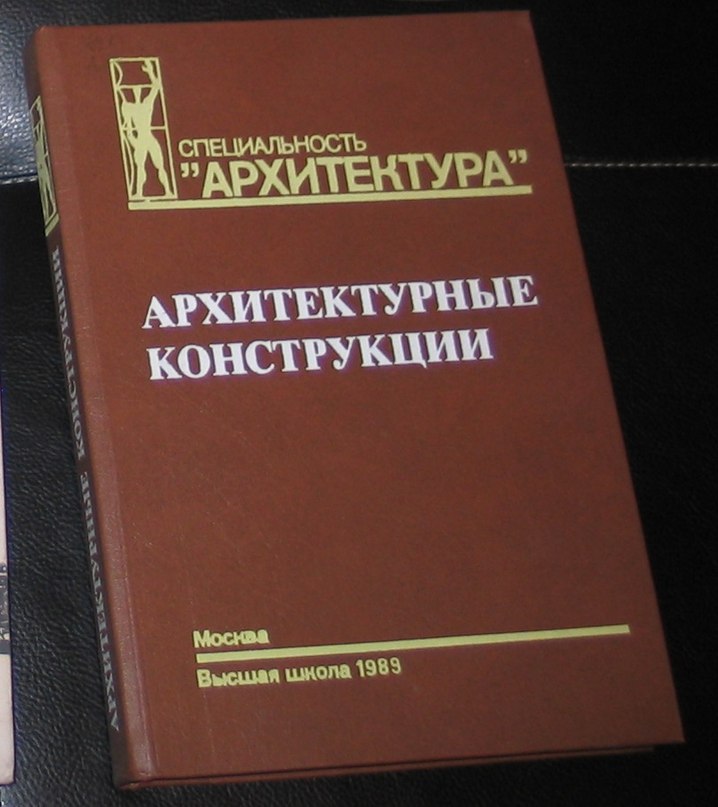 СПЕЦИАЛЬНОСТЬ
"АРХИТЕКТУРА"
АРХИТЕКТУРНЫЕ
КОНСТРУКЦИИ
Москва
Высшая школа 1989
АРХИТЕКТУРНЫЕ КОНСТРУКЦИИ